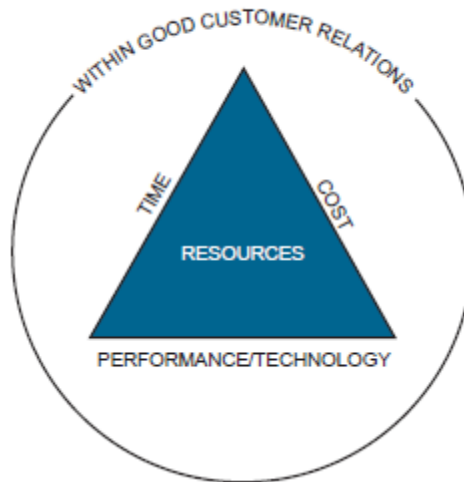 WITHIN GOOD CUSTOMER RELATIONS
TIME
COST
RESOURCES
PERFORMANCE/TECHNOLOGY